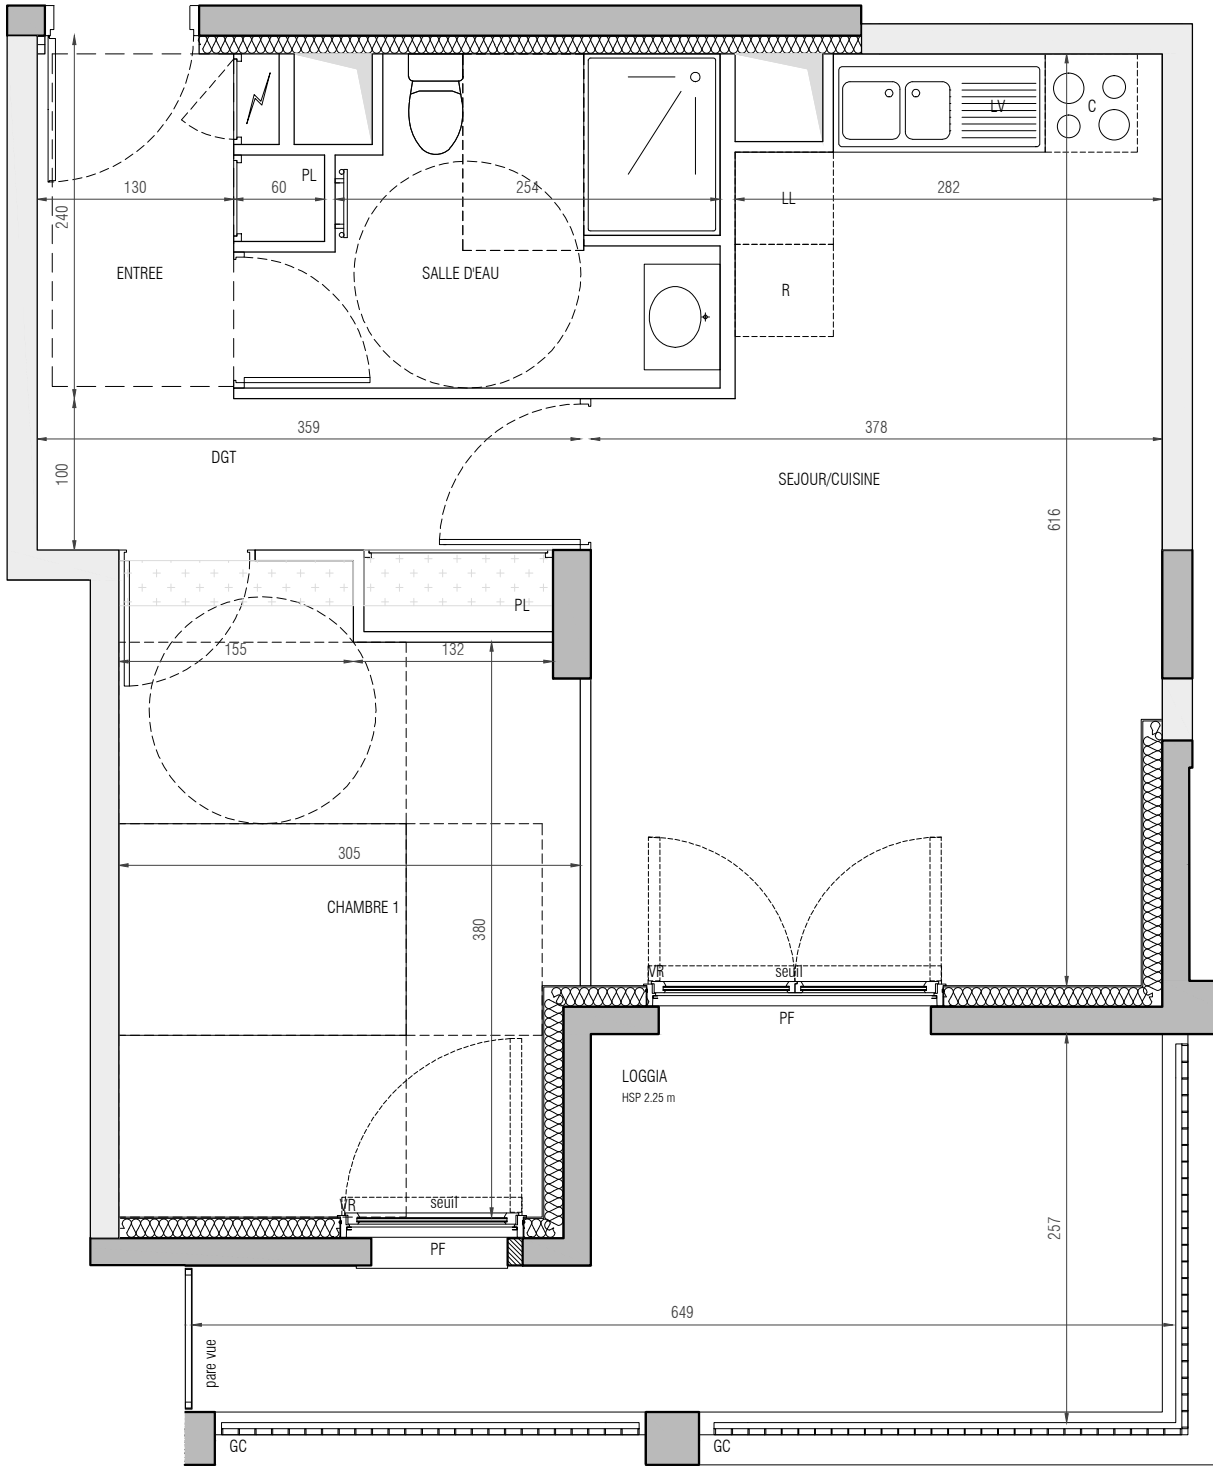 LV
C
130
60
PL
254
LL
282
240
ENTREE
SALLE D'EAU
R
359
378
DGT
SEJOUR/CUISINE
100
616
PL
155
132
305
CHAMBRE 1
380
VR
seuil
PF
LOGGIA
HSP 2.25 m
VR
seuil
PF
257
649
pare vue
GC
GC